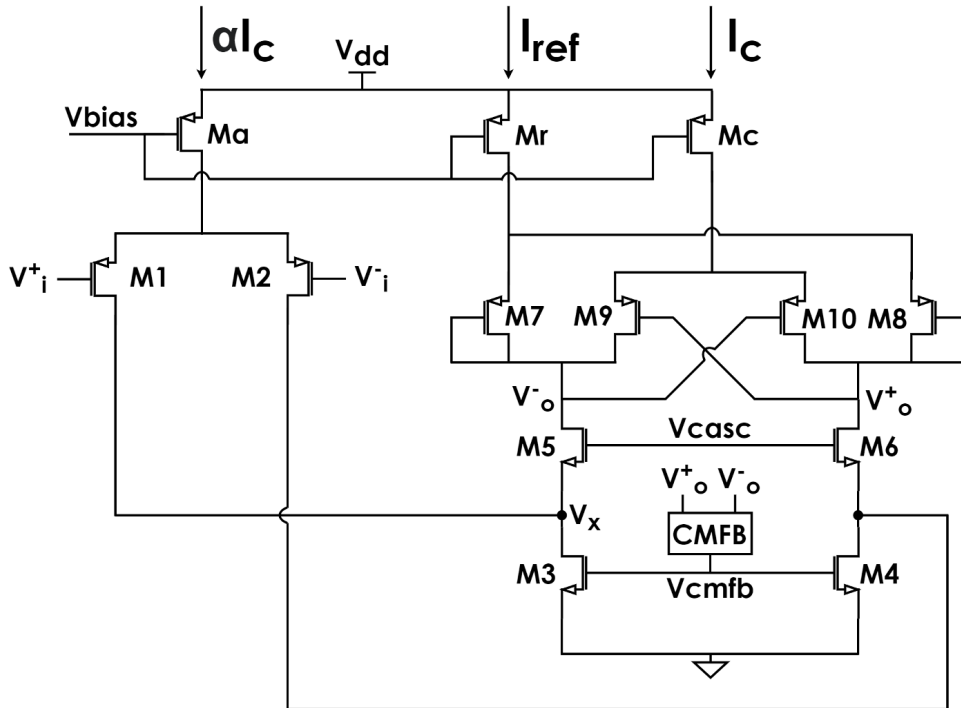 αIc
Vdd
Iref
Ic
Vbias
Ma
Mr
Mc
V+i
M1
M2
V-i
M7
M9
M10
M8
V-o
V+o
M5
Vcasc
M6
V+o
V-o
Vx
CMFB
M3
Vcmfb
M4